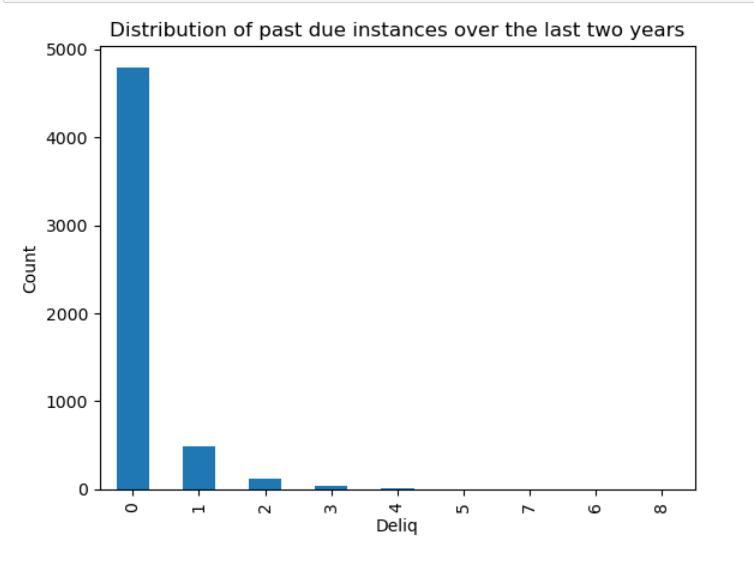 Distribution of past due instances over the last two years
5000
4000
3000
2000
1000
0
Count
0 1 2 3 4 5 7 6 8
Deliq